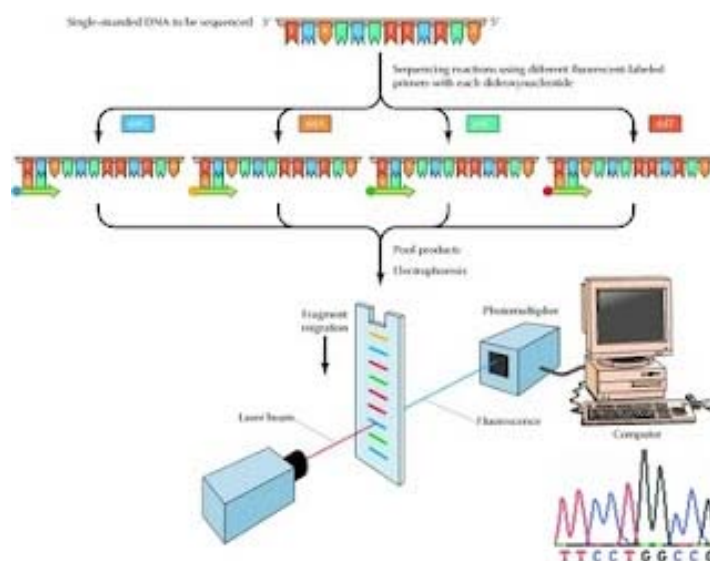 Single-stranded DNA to be sequenced 3' 5'
Sequencing reactions using different fluorescent-labeled
primers with each dideoxynucleotide
Pool products
Electrophoresis
Fragment
migration
Photomultiplier
Laser beam
Fluorescence
Computer
T T C C T G G C C